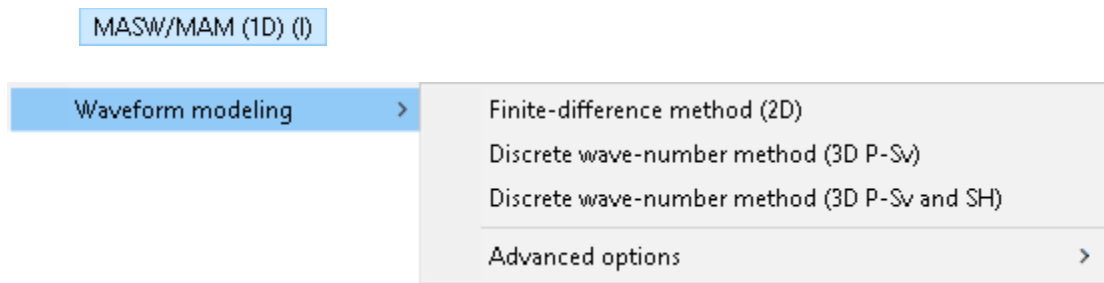 MASW/MAM (1D) (I)
Waveform modeling >
Finite-difference method (2D)
Discrete wave-number method (3D P-Sv)
Discrete wave-number method (3D P-Sv and SH)
Advanced options >